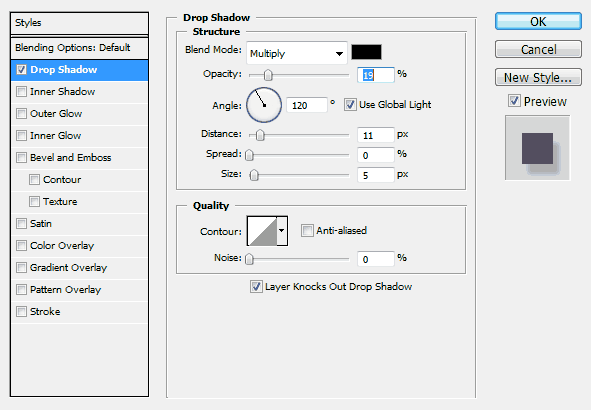 Styles
Blending Options: Default
Drop Shadow
Inner Shadow
Outer Glow
Inner Glow
Bevel and Emboss
Contour
Texture
Satin
Color Overlay
Gradient Overlay
Pattern Overlay
Stroke
Drop Shadow
Structure
Blend Mode: Multiply
Opacity: 19 %
Angle: 120 ° Use Global Light
Distance: 11 px
Spread: 0 %
Size: 5 px
Quality
Contour: Anti-aliased
Noise: 0 %
Layer Knocks Out Drop Shadow
OK
Cancel
New Style...
Preview